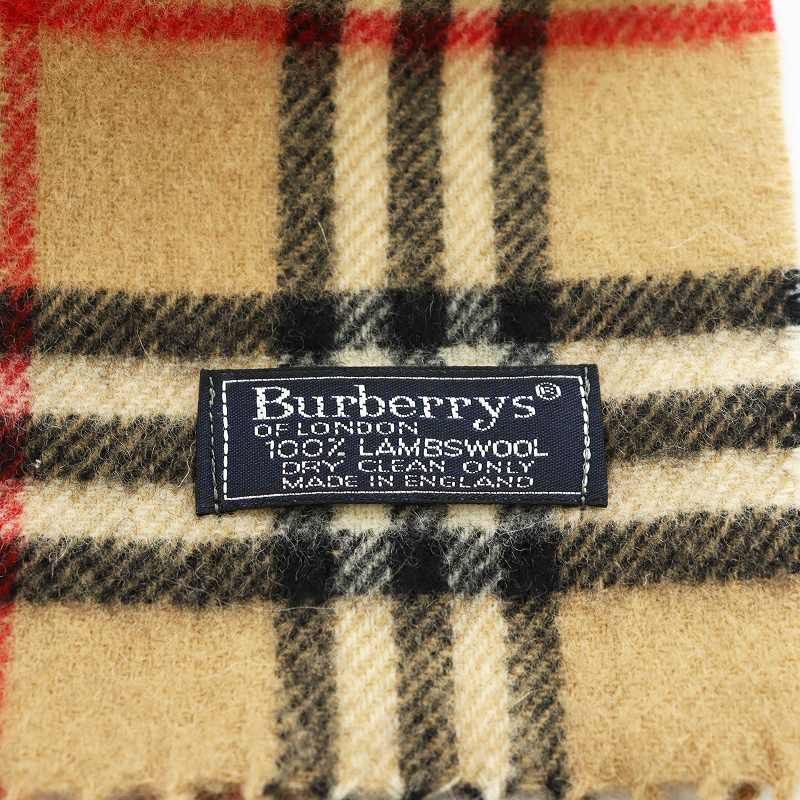 Burberrys®
OF LONDON
100% LAMBSWOOL
DRY CLEAN ONLY
MADE IN ENGLAND